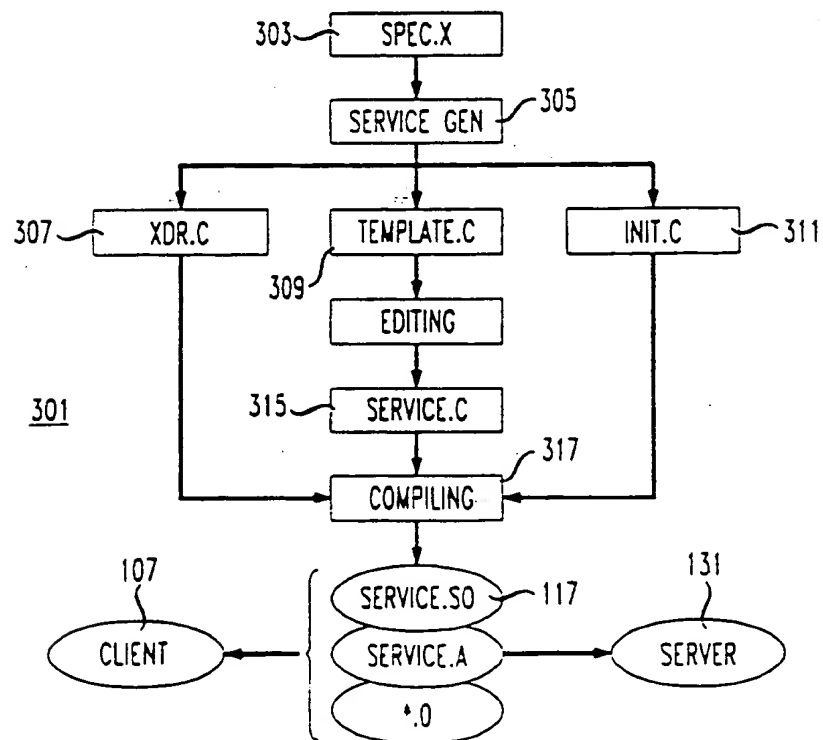 303 SPEC.X
SERVICE GEN 305
307 XDR.C TEMPLATE.C INIT.C 311
309
EDITING
301 315 SERVICE.C
COMPILING 317
107 SERVICE.SO 117 131
CLIENT SERVICE.A SERVER
*.O